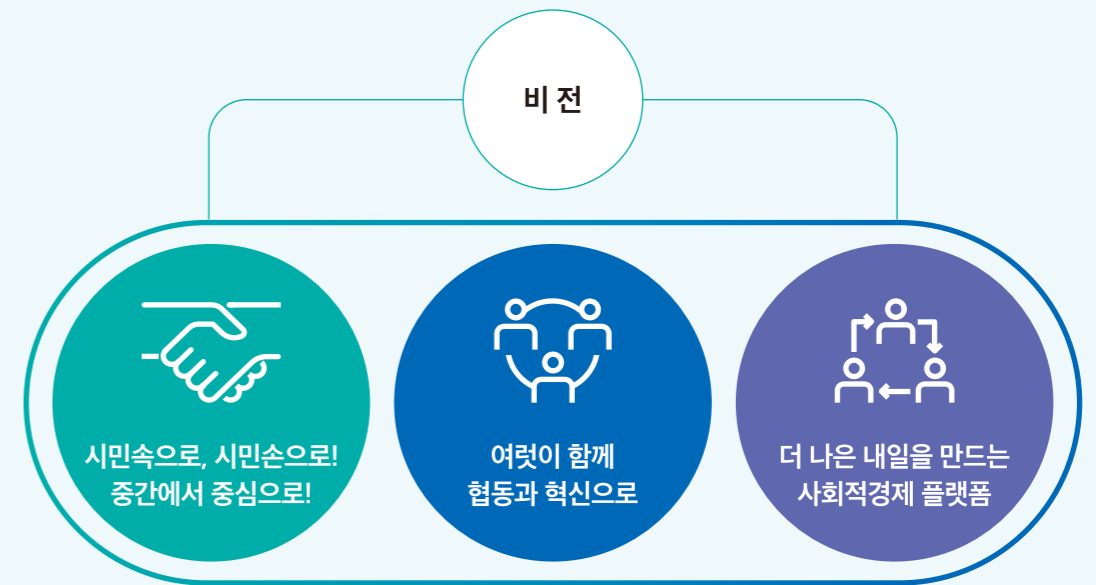 비 전
시민속으로, 시민손으로!
중간에서 중심으로!
여럿이 함께
협동과 혁신으로
더 나은 내일을 만드는
사회적경제 플랫폼